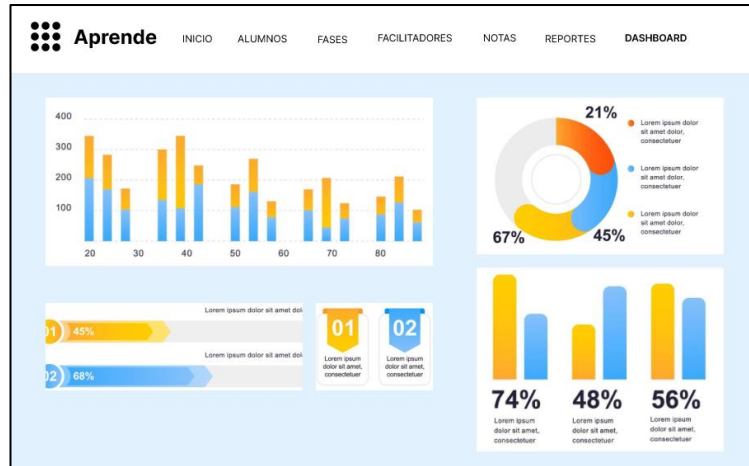 Aprende
INICIO ALUMNOS FASES FACILITADORES NOTAS REPORTES DASHBOARD
400
300
200
100
20 30 40 50 60 70 80
21%
Lorem ipsum dolor
sit amet dolor,
consectetuer
Lorem ipsum dolor
sit amet dolor,
consectetuer
Lorem ipsum dolor
sit amet dolor,
consectetuer
67%
45%
Lorem ipsum dolor sit amet dol
01 45%
Lorem ipsum dolor sit amet dol
02 68%
01
Lorem ipsum
dolor sit amet,
consectetuer
02
Lorem ipsum
dolor sit amet,
consectetuer
74%
Lorem ipsum
dolor sit amet,
consectetuer
48%
Lorem ipsum
dolor sit amet,
consectetuer
56%
Lorem ipsum
dolor sit amet,
consectetuer